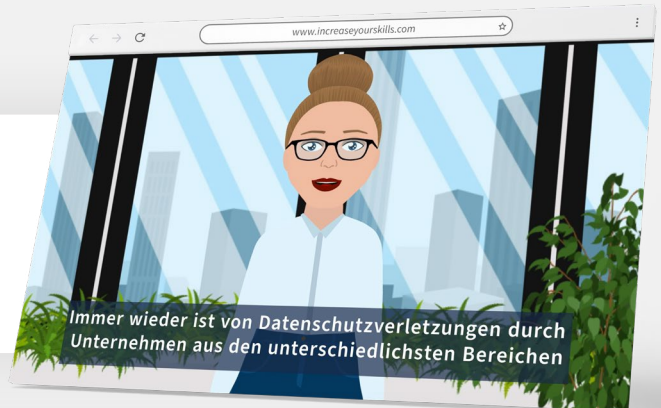 www.increaseyourskills.com
Immer wieder ist von Datenschutzverletzungen durch
Unternehmen aus den unterschiedlichsten Bereichen